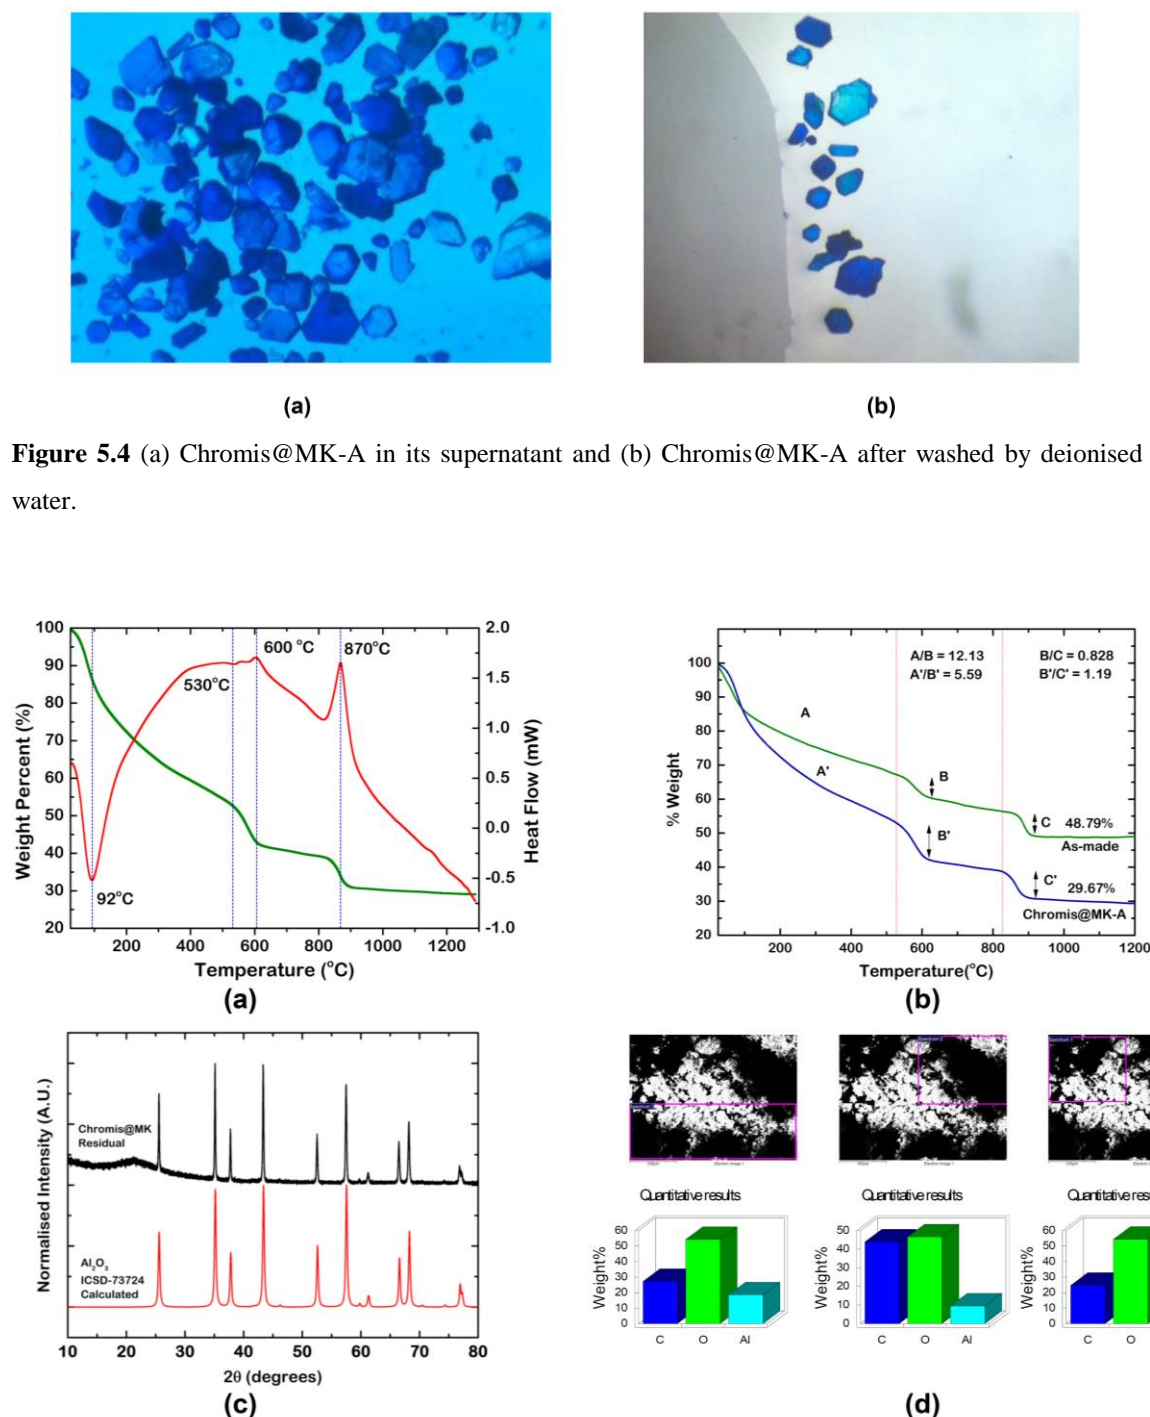 (a)
(b)
Figure 5.4 (a) Chromis@MK-A in its supernatant and (b) Chromis@MK-A after washed by deionised
water.
100
90
80
70
60
50
40
30
20
Weight Percent (%)
600 °C
870°C
530°C
92°C
2.0
1.5
1.0
0.5
0.0
-0.5
-1.0
Heat Flow (mW)
200 400 600 800 1000 1200
Temperature (°C)
(a)
100
90
80
70
60
50
40
30
20
% Weight
A/B = 12.13
A'/B' = 5.59
B/C = 0.828
B'/C' = 1.19
A
A'
B
B'
C
C'
48.79%
As-made
29.67%
Chromis@MK-A
200 400 600 800 1000 1200
Temperature(°C)
(b)
Normalised Intensity (A.U.)
Chromis@MK
Residual
Al₂O₃
ICSD-73724
Calculated
10 20 30 40 50 60 70 80
2θ (degrees)
(c)
Quantitative results
Weight%
60
50
40
30
20
10
0
C O Al
Quantitative results
Weight%
50
40
30
20
10
0
C O Al
Quantitative results
Weight%
60
50
40
30
20
10
0
C O
(d)